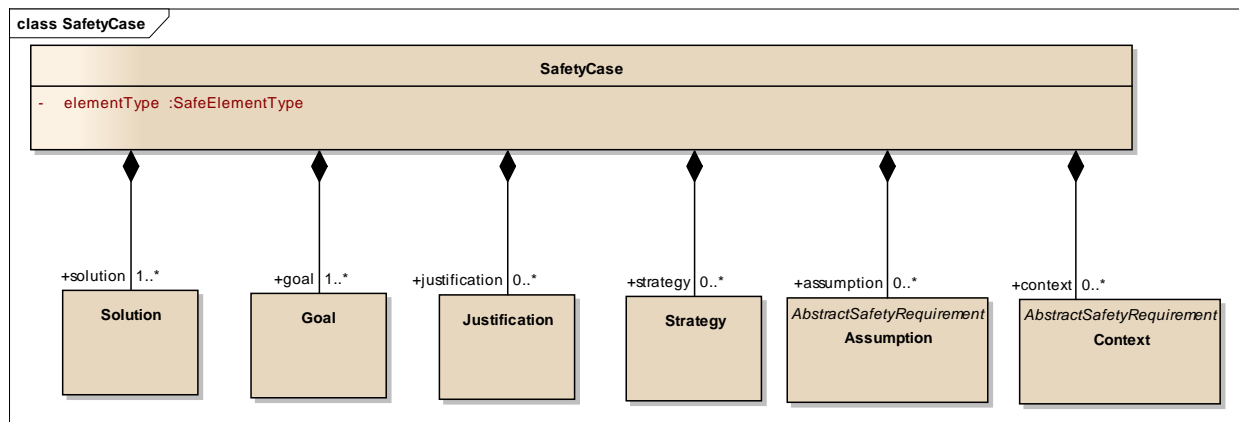 class SafetyCase
SafetyCase
- elementType :SafeElementType
+solution 1..*
+goal 1..*
+justification 0..*
+strategy 0..*
+assumption 0..*
+context 0..*
Solution
Goal
Justification
Strategy
AbstractSafetyRequirement
Assumption
AbstractSafetyRequirement
Context